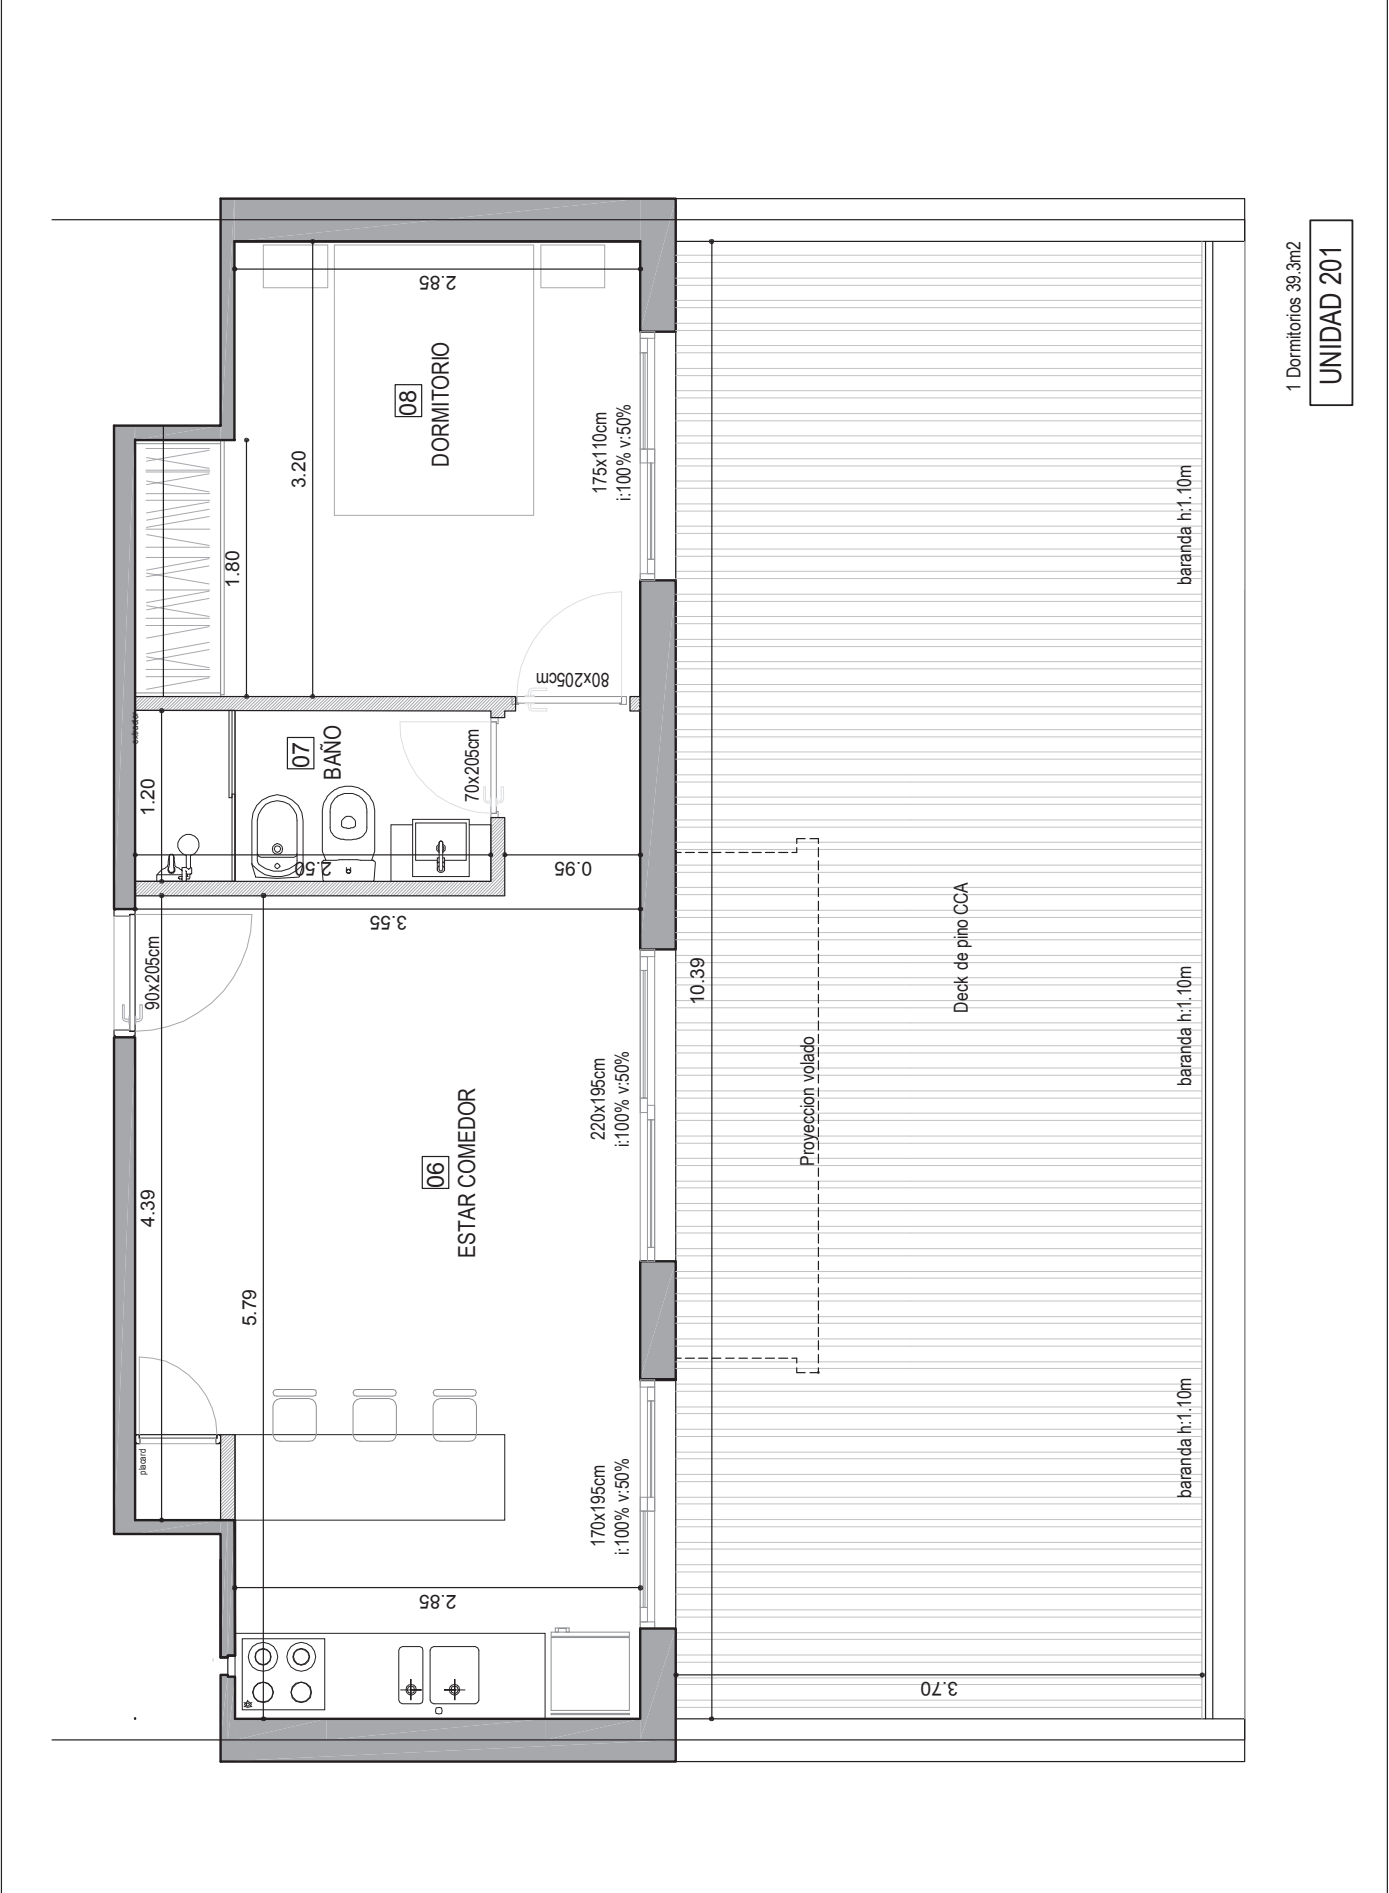 1 Dormitorios 39.3m2
UNIDAD 201
placard
90x205cm
1.20
4.39
5.79
1.80
3.20
2.85
3.55
2.50
0.95
2.85
07
BAÑO
70x205cm
80x205cm
08
DORMITORIO
06
ESTAR COMEDOR
170x195cm
i:100% v:50%
220x195cm
i:100% v:50%
175x110cm
i:100% v:50%
10.39
3.70
Proyeccion volado
Deck de pino CCA
baranda h:1.10m
baranda h:1.10m
baranda h:1.10m